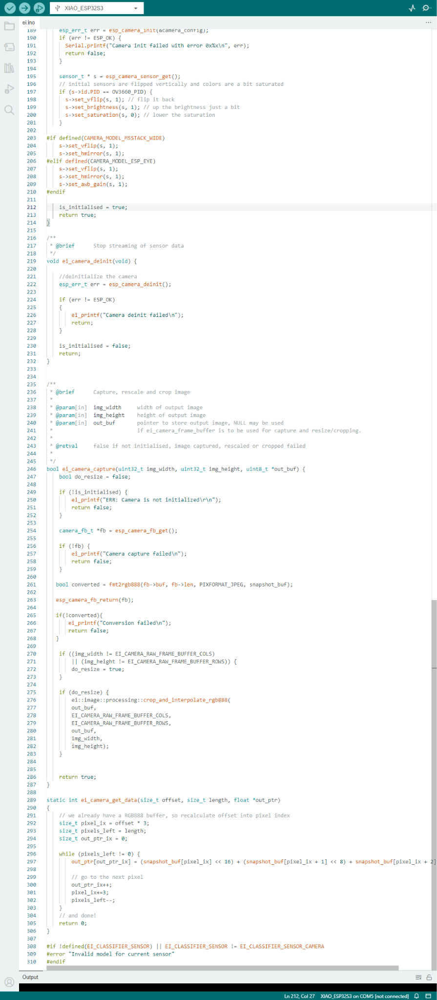 XIAO_ESP32S3
ei.ino
189 esp_err_t err = esp_camera_init(&camera_config);
190 if (err != ESP_OK) {
191 Serial.printf("Camera init failed with error 0x%x\n", err);
192 return false;
193 }
194
195 sensor_t * s = esp_camera_sensor_get();
196 // initial sensors are flipped vertically and colors are a bit saturated
197 if (s->id.PID == OV3660_PID) {
198 s->set_vflip(s, 1); // flip it back
199 s->set_brightness(s, 1); // up the brightness just a bit
200 s->set_saturation(s, 0); // lower the saturation
201 }
202
203 #if defined(CAMERA_MODEL_M5STACK_WIDE)
204 s->set_vflip(s, 1);
205 s->set_hmirror(s, 1);
206 #elif defined(CAMERA_MODEL_ESP_EYE)
207 s->set_vflip(s, 1);
208 s->set_hmirror(s, 1);
209 s->set_awb_gain(s, 1);
210 #endif
211
212 is_initialised = true;
213 return true;
214 }
215
216 /**
217 * @brief Stop streaming of sensor data
218 */
219 void ei_camera_deinit(void) {
220
221 //deinitialize the camera
222 esp_err_t err = esp_camera_deinit();
223
224 if (err != ESP_OK)
225 {
226 ei_printf("Camera deinit failed\n");
227 return;
228 }
229
230 is_initialised = false;
231 return;
232 }
233
234
235 /**
236 * @brief Capture, rescale and crop image
237 *
238 * @param[in] img_width width of output image
239 * @param[in] img_height height of output image
240 * @param[in] out_buf pointer to store output image, NULL may be used
241 * if ei_camera_frame_buffer is to be used for capture and resize/cropping.
242 *
243 * @retval false if not initialised, image captured, rescaled or cropped failed
244 *
245 */
246 bool ei_camera_capture(uint32_t img_width, uint32_t img_height, uint8_t *out_buf) {
247 bool do_resize = false;
248
249 if (!is_initialised) {
250 ei_printf("ERR: Camera is not initialized\r\n");
251 return false;
252 }
253
254 camera_fb_t *fb = esp_camera_fb_get();
255
256 if (!fb) {
257 ei_printf("Camera capture failed\n");
258 return false;
259 }
260
261 bool converted = fmt2rgb888(fb->buf, fb->len, PIXFORMAT_JPEG, snapshot_buf);
262
263 esp_camera_fb_return(fb);
264
265 if(!converted){
266 ei_printf("Conversion failed\n");
267 return false;
268 }
269
270 if ((img_width != EI_CAMERA_RAW_FRAME_BUFFER_COLS)
271 || (img_height != EI_CAMERA_RAW_FRAME_BUFFER_ROWS)) {
272 do_resize = true;
273 }
274
275 if (do_resize) {
276 ei::image::processing::crop_and_interpolate_rgb888(
277 out_buf,
278 EI_CAMERA_RAW_FRAME_BUFFER_COLS,
279 EI_CAMERA_RAW_FRAME_BUFFER_ROWS,
280 out_buf,
281 img_width,
282 img_height);
283 }
284
285
286 return true;
287 }
288
289 static int ei_camera_get_data(size_t offset, size_t length, float *out_ptr)
290 {
291 // we already have a RGB888 buffer, so recalculate offset into pixel index
292 size_t pixel_ix = offset * 3;
293 size_t pixels_left = length;
294 size_t out_ptr_ix = 0;
295
296 while (pixels_left != 0) {
297 out_ptr[out_ptr_ix] = (snapshot_buf[pixel_ix] << 16) + (snapshot_buf[pixel_ix + 1] << 8) + snapshot_buf[pixel_ix + 2]
298
299 // go to the next pixel
300 out_ptr_ix++;
301 pixel_ix+=3;
302 pixels_left--;
303 }
304 // and done!
305 return 0;
306 }
307
308 #if !defined(EI_CLASSIFIER_SENSOR) || EI_CLASSIFIER_SENSOR != EI_CLASSIFIER_SENSOR_CAMERA
309 #error "Invalid model for current sensor"
310 #endif
Output
Ln 212, Col 27 XIAO_ESP32S3 on COM5 [not connected]